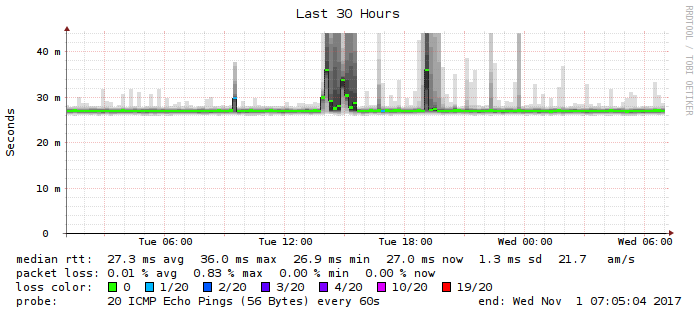 Last 30 Hours
RRDTOOL / TOBI OETIKER
Seconds
40 m
30 m
20 m
10 m
0
Tue 06:00 Tue 12:00 Tue 18:00 Wed 00:00 Wed 06:00
median rtt: 27.3 ms avg 36.0 ms max 26.9 ms min 27.0 ms now 1.3 ms sd 21.7 am/s
packet loss: 0.01 % avg 0.83 % max 0.00 % min 0.00 % now
loss color: 0 1/20 2/20 3/20 4/20 10/20 19/20
probe: 20 ICMP Echo Pings (56 Bytes) every 60s end: Wed Nov 1 07:05:04 2017